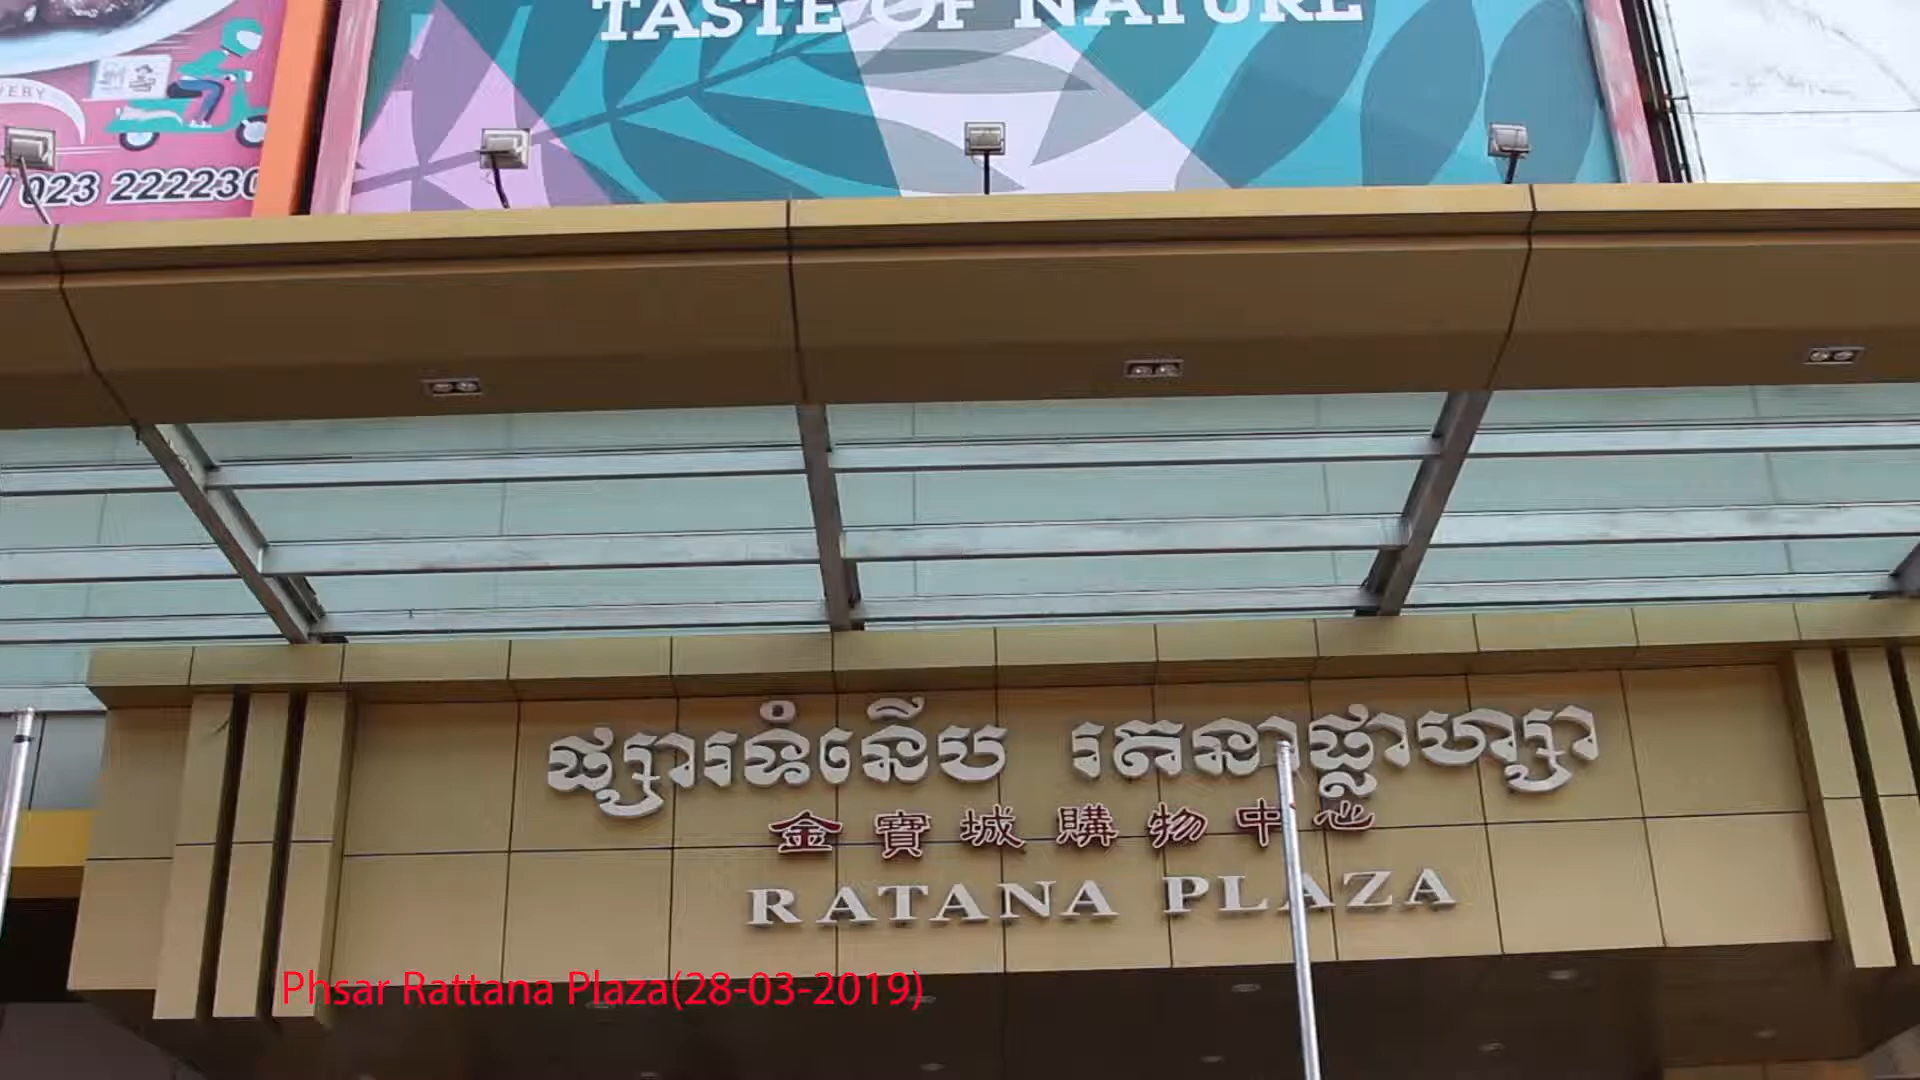 TASTE OF NATURE
023 222230
ផ្សារទំនើប រតនាផ្លាហ្សា
金寶城購物中心
RATANA PLAZA
Phsar Rattana Plaza(28-03-2019)